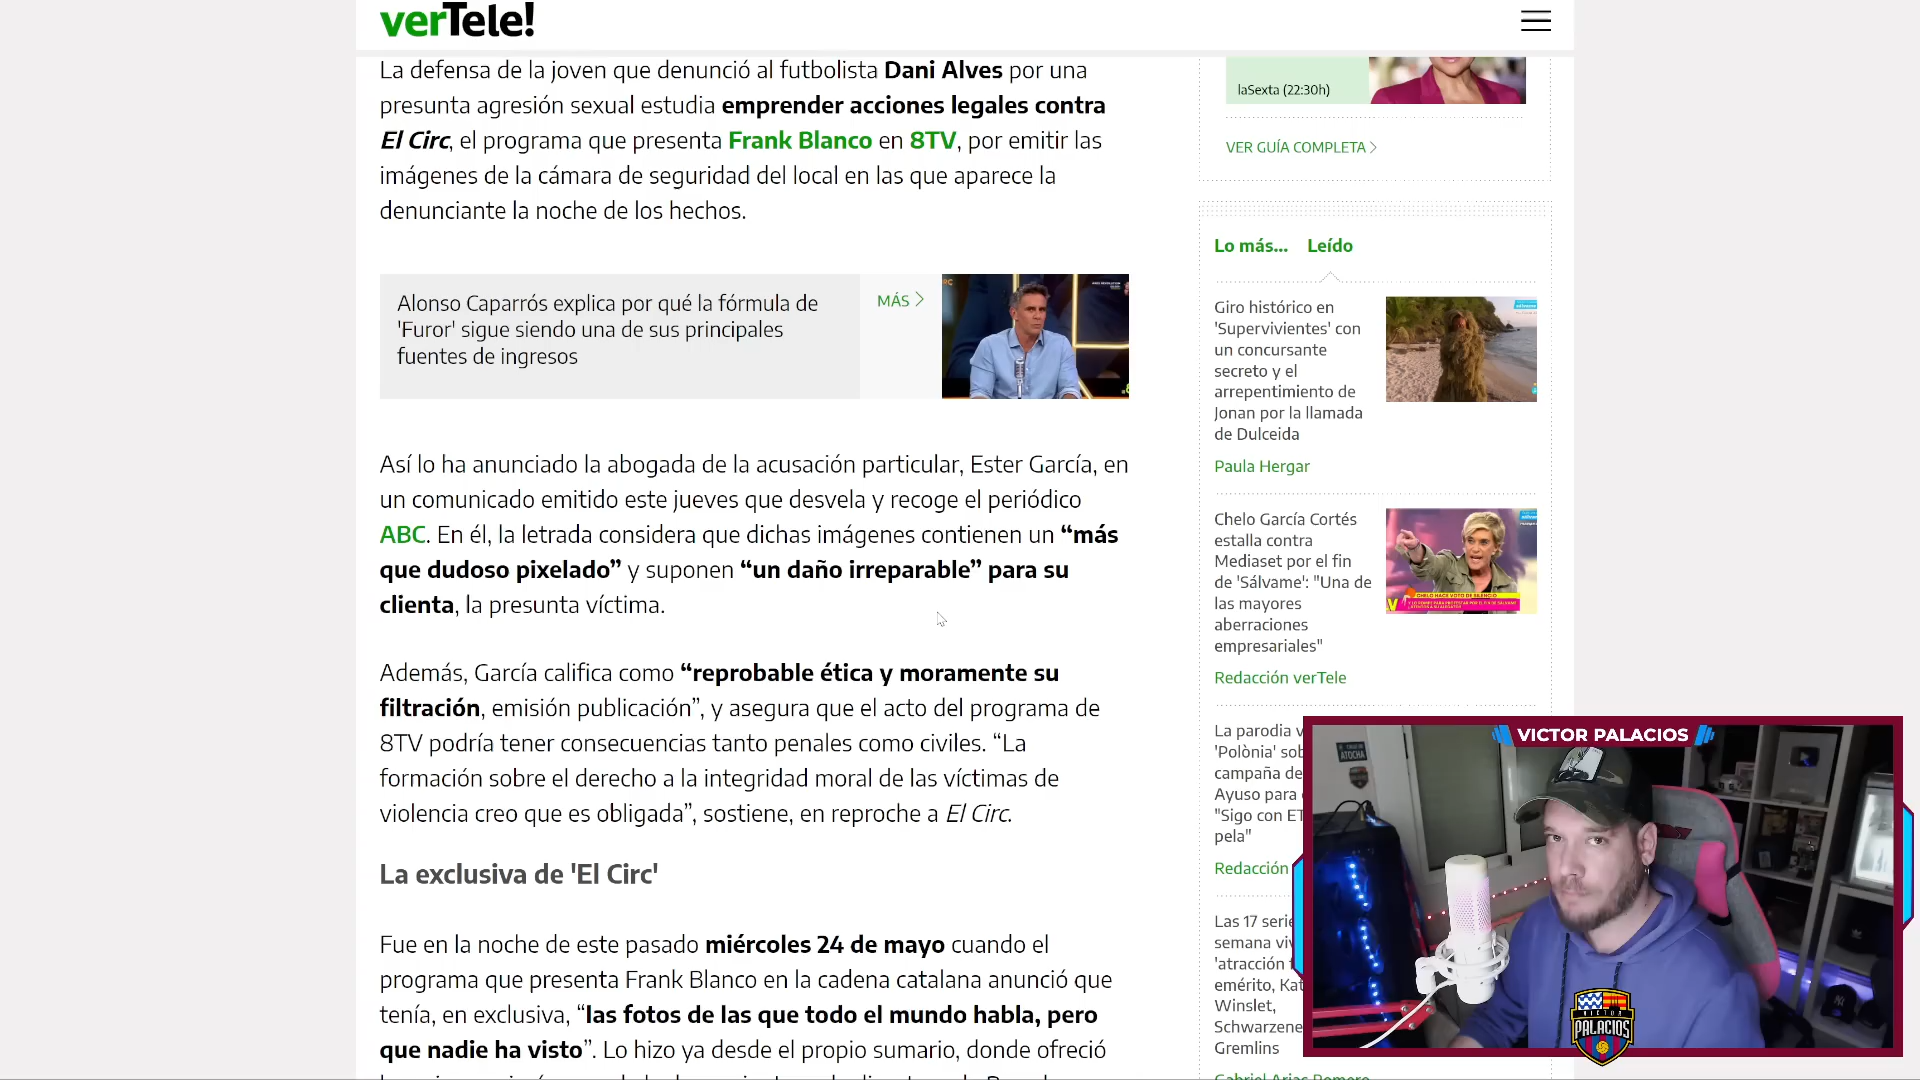 verTele!
La defensa de la joven que denunció al futbolista Dani Alves por una
presunta agresión sexual estudia emprender acciones legales contra
El Circ, el programa que presenta Frank Blanco en 8TV, por emitir las
imágenes de la cámara de seguridad del local en las que aparece la
denunciante la noche de los hechos.
Alonso Caparrós explica por qué la fórmula de
'Furor' sigue siendo una de sus principales
fuentes de ingresos
MÁS
Así lo ha anunciado la abogada de la acusación particular, Ester García, en
un comunicado emitido este jueves que desvela y recoge el periódico
ABC. En él, la letrada considera que dichas imágenes contienen un “más
que dudoso pixelado” y suponen “un daño irreparable” para su
clienta, la presunta víctima.
Además, García califica como “reprobable ética y moramente su
filtración, emisión publicación”, y asegura que el acto del programa de
8TV podría tener consecuencias tanto penales como civiles. “La
formación sobre el derecho a la integridad moral de las víctimas de
violencia creo que es obligada”, sostiene, en reproche a El Circ.
La exclusiva de 'El Circ'
Fue en la noche de este pasado miércoles 24 de mayo cuando el
programa que presenta Frank Blanco en la cadena catalana anunció que
tenía, en exclusiva, “las fotos de las que todo el mundo habla, pero
que nadie ha visto”. Lo hizo ya desde el propio sumario, donde ofreció
laSexta (22:30h)
VER GUÍA COMPLETA
Lo más... Leído
Giro histórico en
'Supervivientes' con
un concursante
secreto y el
arrepentimiento de
Jonan por la llamada
de Dulceida
Paula Hergar
Chelo García Cortés
estalla contra
Mediaset por el fin
de 'Sálvame': "Una de
las mayores
aberraciones
empresariales"
CHELO HACE VOTO DE SILENCIO
Redacción verTele
La parodia v
'Polònia' sob
campaña de
Ayuso para
"Sigo con ET
pela"
Redacción
Las 17 serie
semana viv
'atracción
emérito, Kat
Winslet,
Schwarzene
Gremlins
VICTOR PALACIOS
ATOCHA
VICTOR
PALACIOS